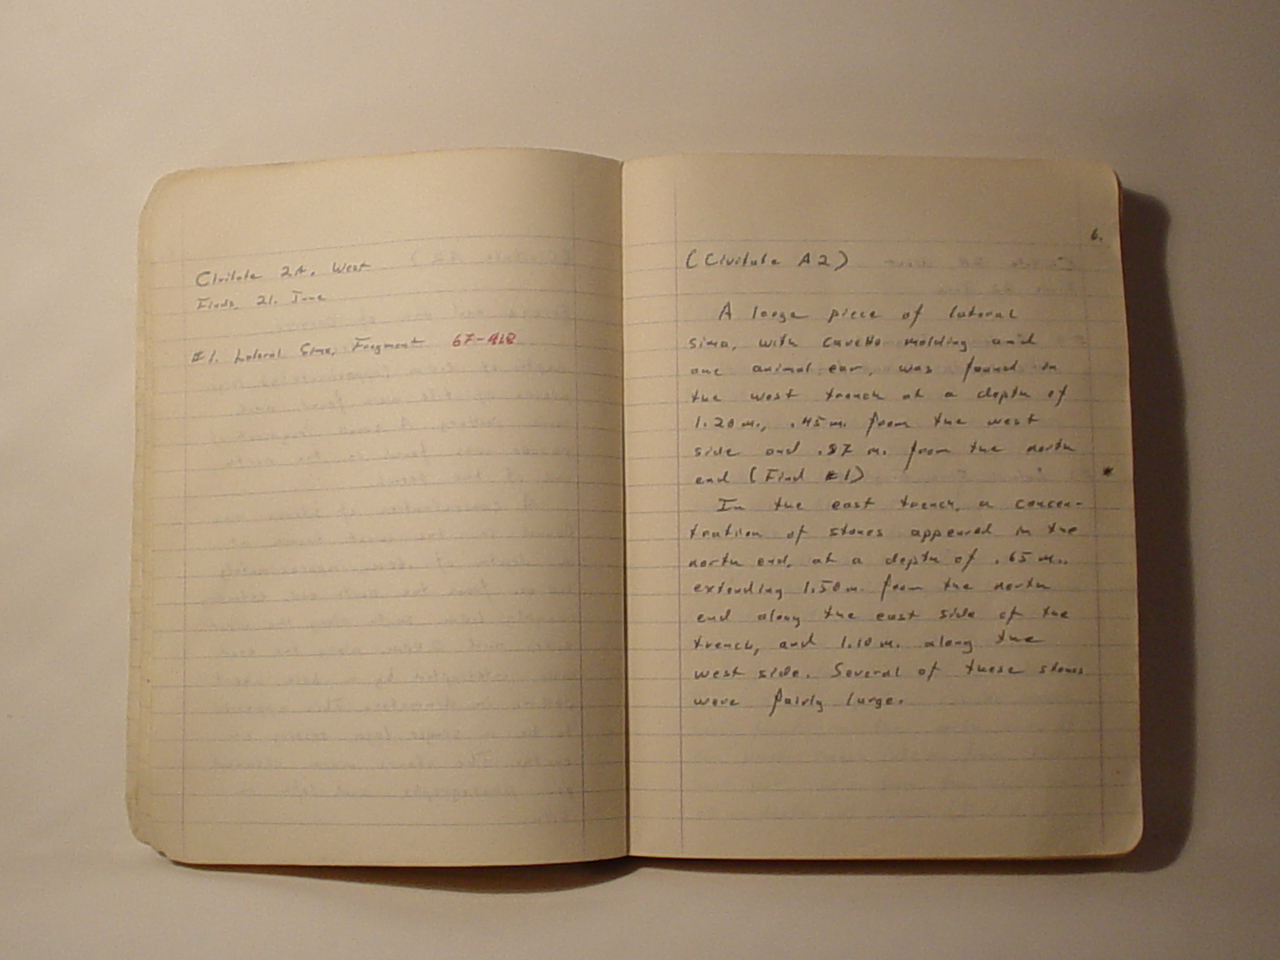 Civitate 2A. West
Finds, 21. June
#1. Lateral Sima, Fragment 67-418
6.
(Civitate A2)
A large piece of lateral
sima, with cavetto molding and
one animal ear, was found in
the west trench at a depth of
1.20 m., .45 m. from the west
side and .87 m. from the north
end (Find #1) *
In the east trench, a concen-
tration of stones appeared in the
north end, at a depth of .65 m.,
extending 1.50 m. from the north
end along the east side of the
trench, and 1.10 m. along the
west side. Several of these stones
were fairly large.